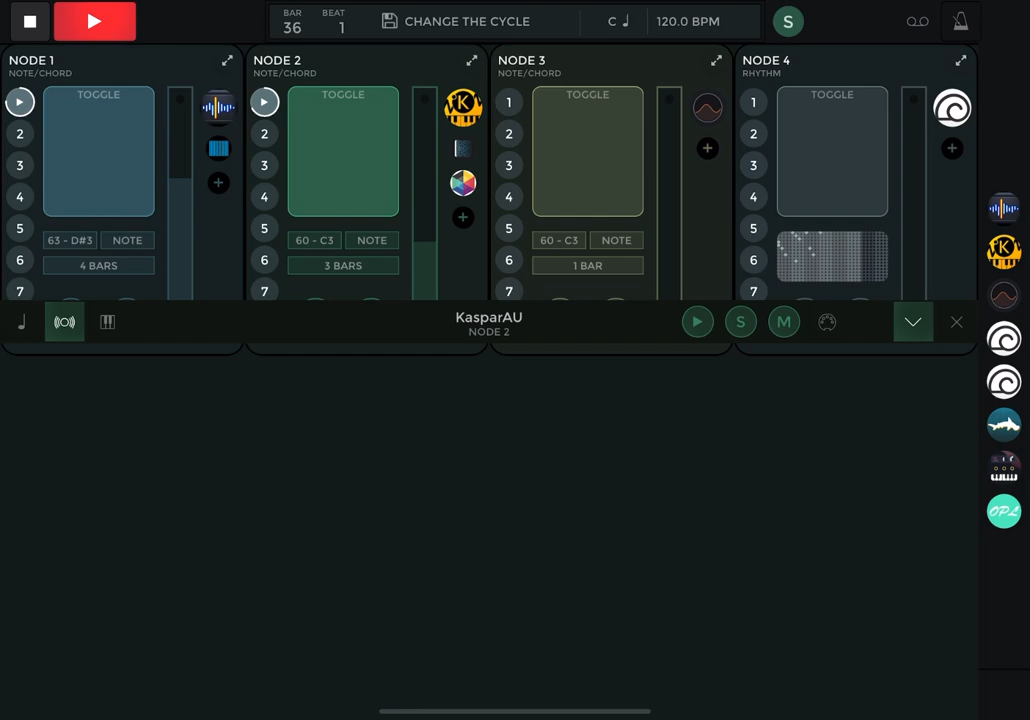 BAR
36
BEAT
1
CHANGE THE CYCLE
C
120.0 BPM
S
NODE 1
NOTE/CHORD
TOGGLE
2
3
4
5
6
7
63 - D#3
NOTE
4 BARS
NODE 2
NOTE/CHORD
TOGGLE
2
3
4
5
6
7
60 - C3
NOTE
3 BARS
K
NODE 3
NOTE/CHORD
TOGGLE
1
2
3
4
5
6
7
60 - C3
NOTE
1 BAR
NODE 4
RHYTHM
TOGGLE
1
2
3
4
5
6
7
KasparAU
NODE 2
S
M
K
OPL